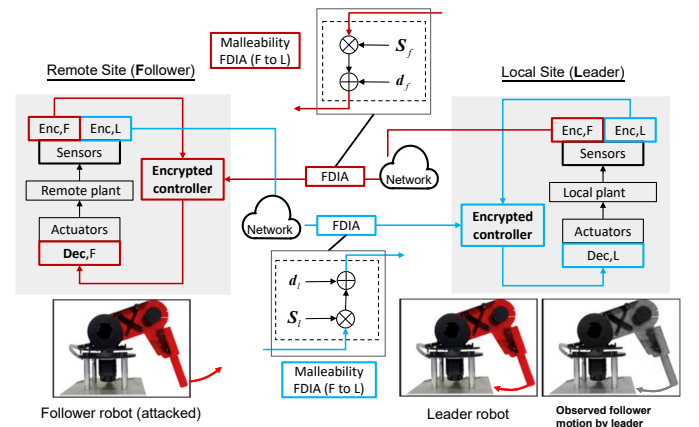 Malleability
FDIA (F to L)
S_f
d_f
Remote Site (Follower)
Local Site (Leader)
Enc,F
Enc,L
Sensors
Remote plant
Actuators
Dec,F
Encrypted
controller
FDIA
Network
Network
FDIA
Enc,F
Enc,L
Sensors
Local plant
Actuators
Dec,L
Encrypted
controller
d_l
S_l
Malleability
FDIA (F to L)
Follower robot (attacked)
Leader robot
Observed follower
motion by leader